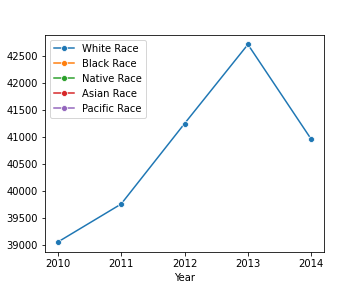 White Race
Black Race
Native Race
Asian Race
Pacific Race
42500
42000
41500
41000
40500
40000
39500
39000
2010 2011 2012 2013 2014
Year